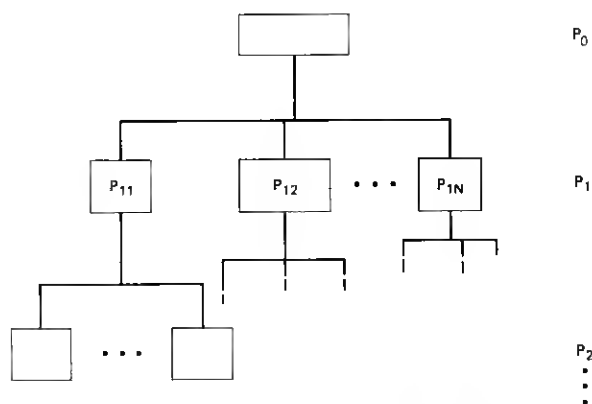 P₀
P₁₁ P₁₂ • • • P₁N P₁
• • • P₂
•
•
•